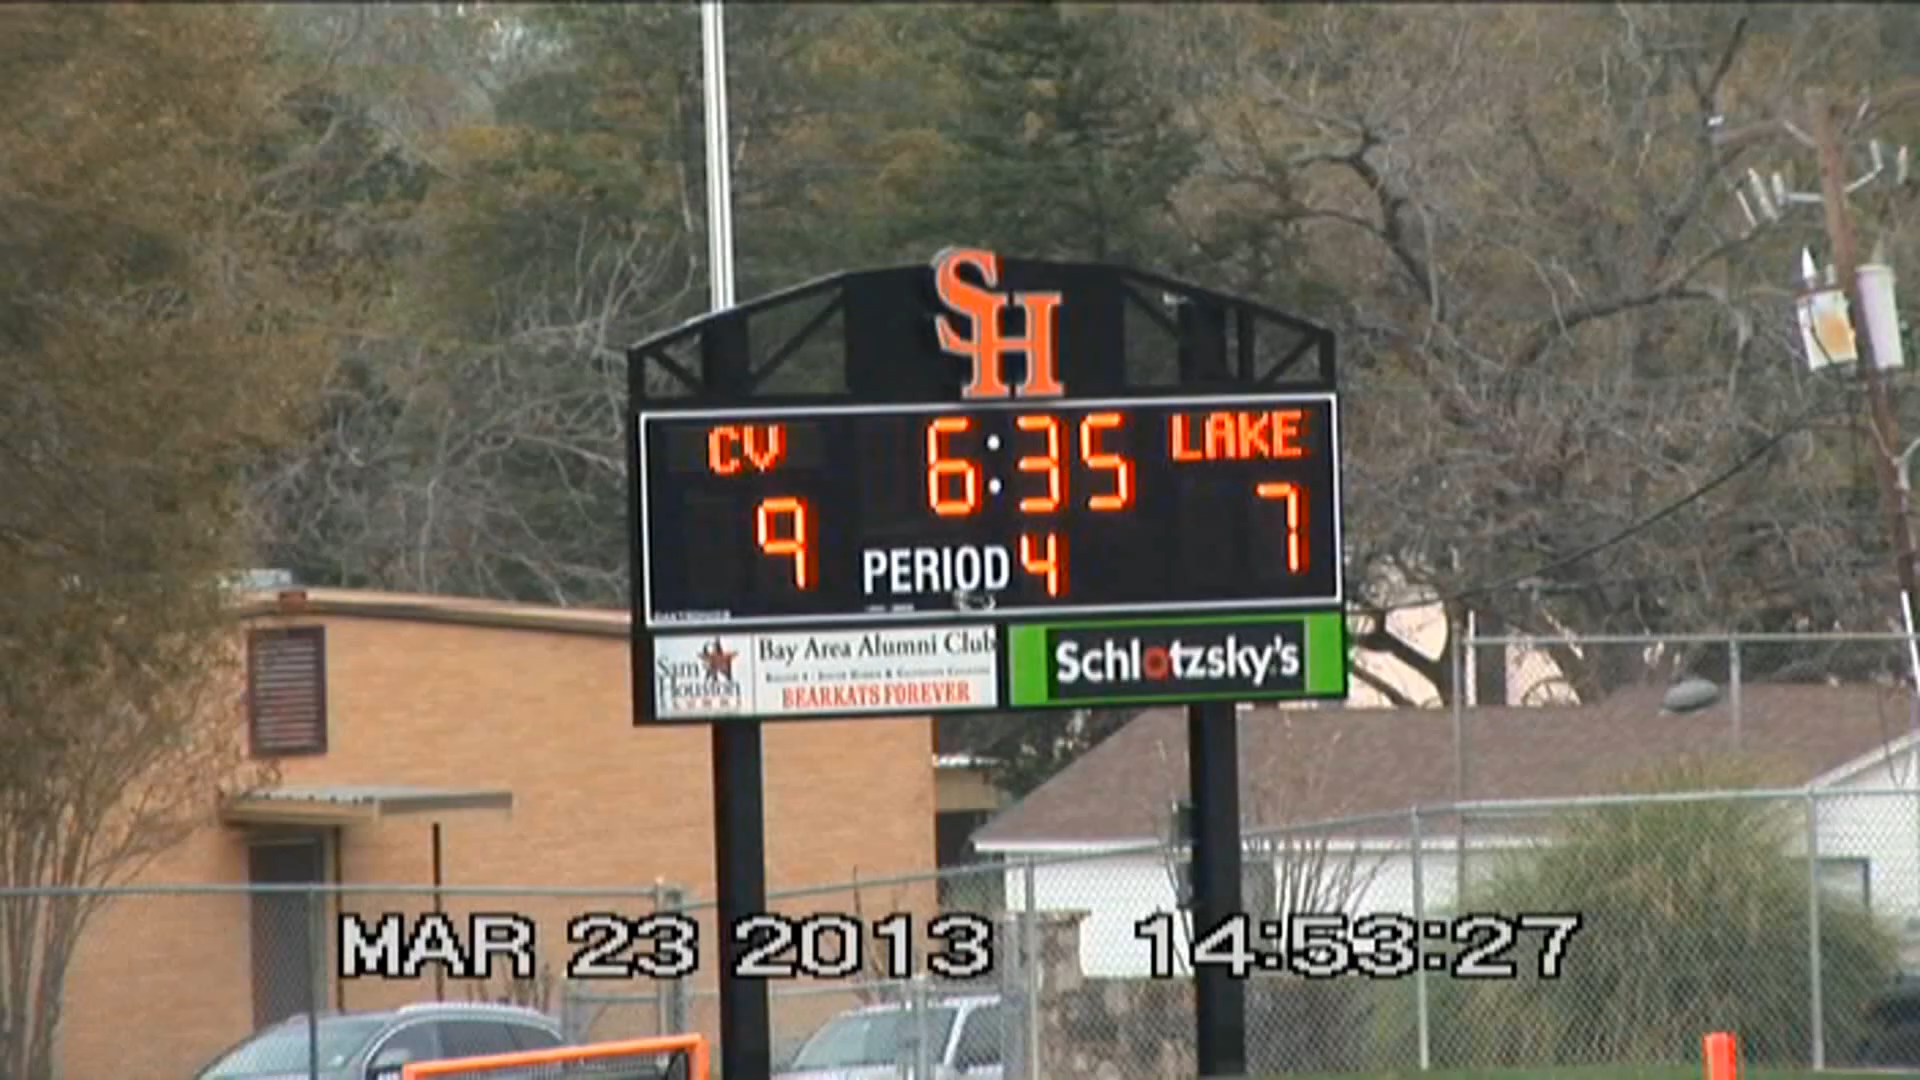 SH
CV 6:35 LAKE
9 7
PERIOD 4
Sam Houston
ALUMNI
Bay Area Alumni Club
BEARKATS FOREVER
Schlotzsky's
MAR 23 2013 14:53:27